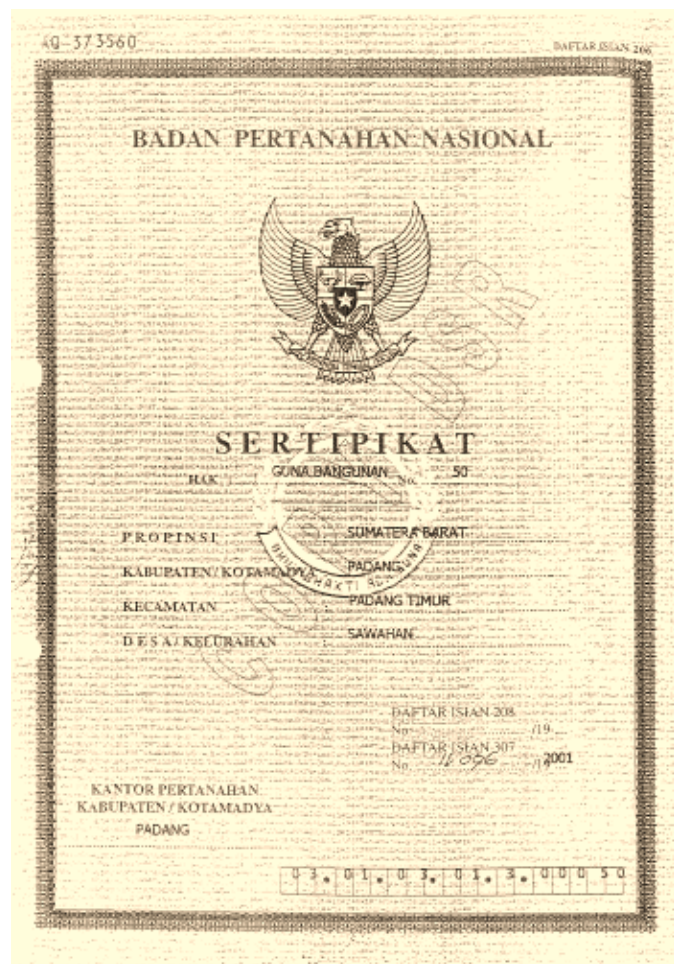 AQ-373560
DAFTAR ISIAN 206
BADAN PERTANAHAN NASIONAL
SERTIPIKAT
HAK GUNA BANGUNAN No. 50
PROPINSI : SUMATERA BARAT
KABUPATEN / KOTAMADYA : PADANG
KECAMATAN : PADANG TIMUR
DESA / KELURAHAN : SAWAHAN
DAFTAR ISIAN 208
No. /19
DAFTAR ISIAN 307
No. /19 2001
KANTOR PERTANAHAN
KABUPATEN / KOTAMADYA
PADANG
03.01.03.01.3.00050